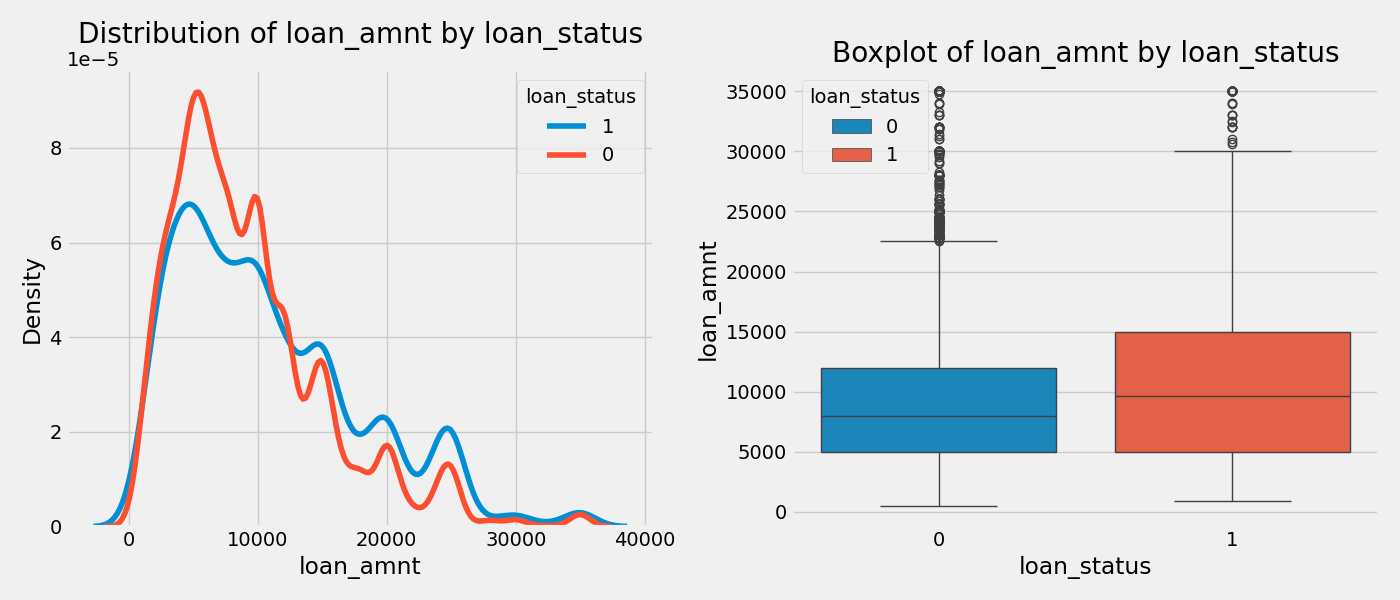 Distribution of loan_amnt by loan_status
1e−5
loan_status
1
0
8
6
4
2
0
Density
0 10000 20000 30000 40000
loan_amnt
Boxplot of loan_amnt by loan_status
loan_status
0
1
35000
30000
25000
20000
15000
10000
5000
0
loan_amnt
0 1
loan_status